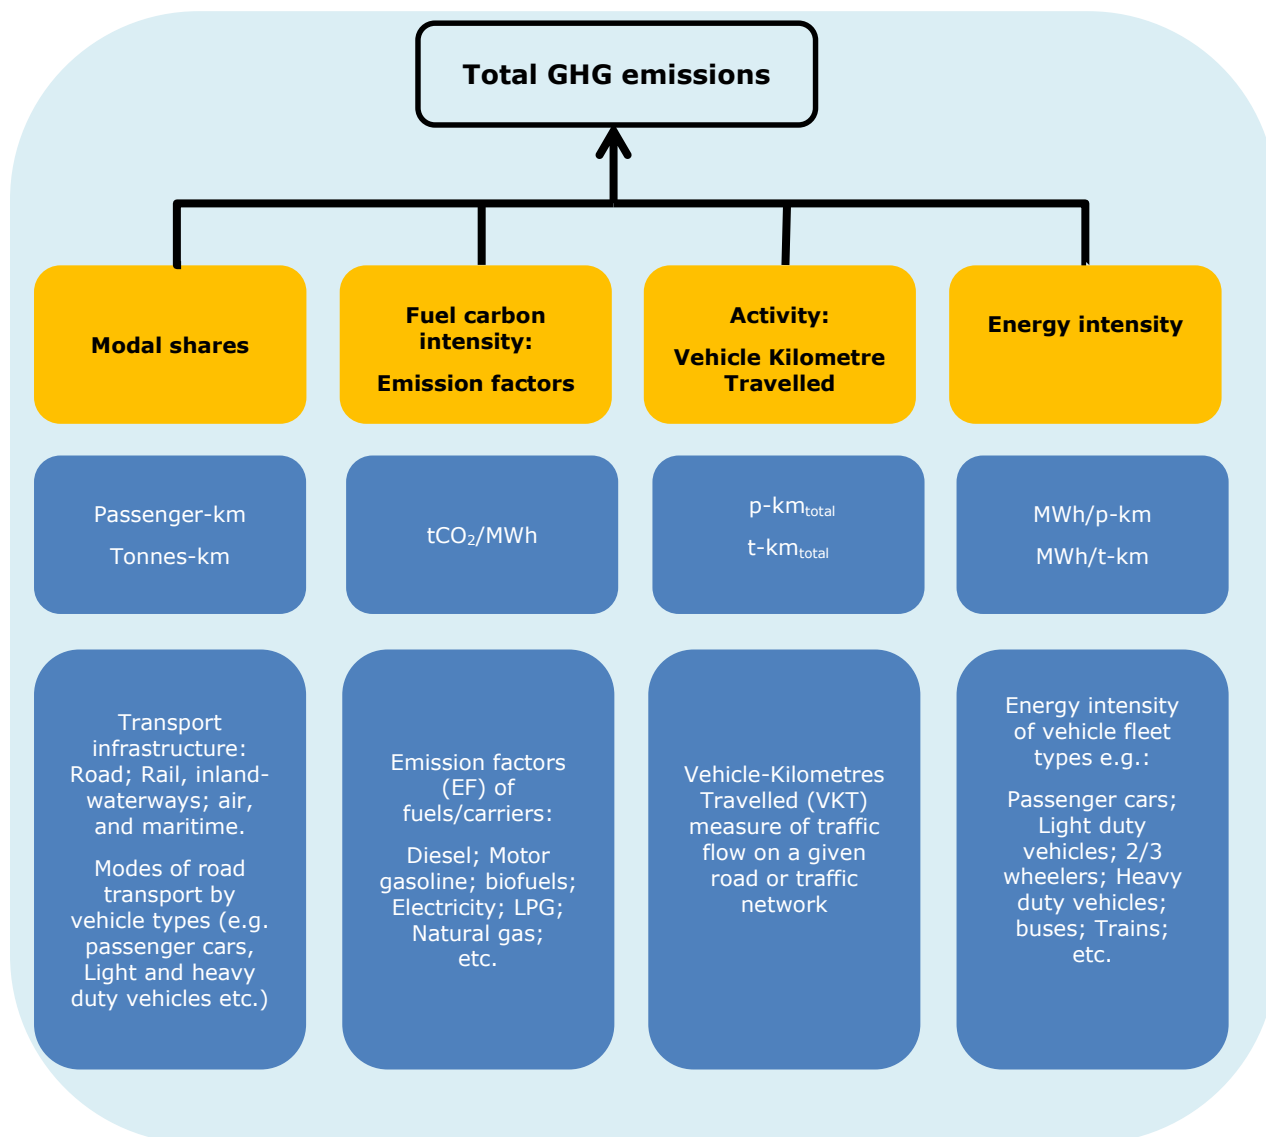 Total GHG emissions
Modal shares
Fuel carbon
intensity:
Emission factors
Activity:
Vehicle Kilometre
Travelled
Energy intensity
Passenger-km
Tonnes-km
tCO₂/MWh
p-km_total
t-km_total
MWh/p-km
MWh/t-km
Transport
infrastructure:
Road; Rail, inland-
waterways; air,
and maritime.
Modes of road
transport by
vehicle types (e.g.
passenger cars,
Light and heavy
duty vehicles etc.)
Emission factors
(EF) of
fuels/carriers:
Diesel; Motor
gasoline; biofuels;
Electricity; LPG;
Natural gas;
etc.
Vehicle-Kilometres
Travelled (VKT)
measure of traffic
flow on a given
road or traffic
network
Energy intensity
of vehicle fleet
types e.g.:
Passenger cars;
Light duty
vehicles; 2/3
wheelers; Heavy
duty vehicles;
buses; Trains;
etc.